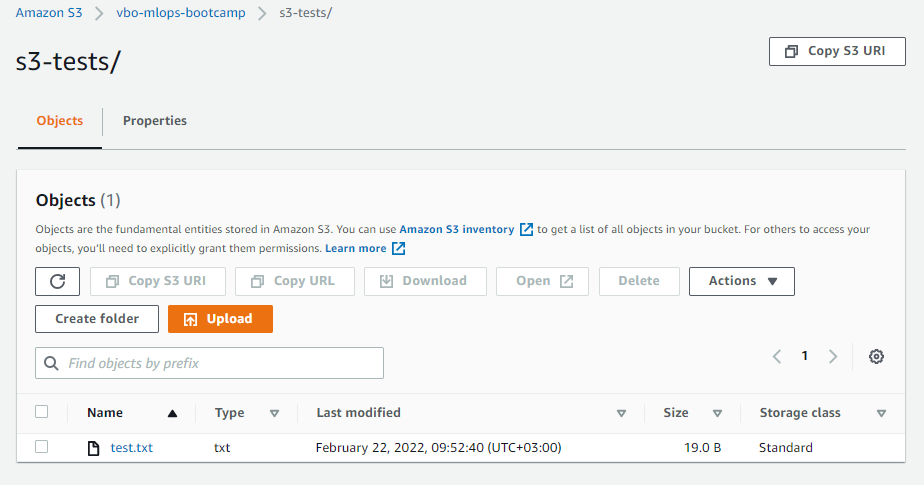 Amazon S3 > vbo-mlops-bootcamp > s3-tests/
s3-tests/
Copy S3 URI
Objects Properties
Objects (1)
Objects are the fundamental entities stored in Amazon S3. You can use Amazon S3 inventory to get a list of all objects in your bucket. For others to access your
objects, you'll need to explicitly grant them permissions. Learn more
Copy S3 URI Copy URL Download Open Delete Actions
Create folder Upload
Find objects by prefix
1
Name Type Last modified Size Storage class
test.txt txt February 22, 2022, 09:52:40 (UTC+03:00) 19.0 B Standard